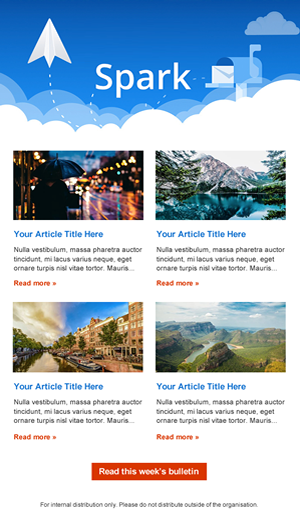 Spark
Your Article Title Here
Nulla vestibulum, massa pharetra auctor
tincidunt, mi lacus varius neque, eget
ornare turpis nisl vitae tortor. Mauris...
Read more »
Your Article Title Here
Nulla vestibulum, massa pharetra auctor
tincidunt, mi lacus varius neque, eget
ornare turpis nisl vitae tortor. Mauris...
Read more »
Your Article Title Here
Nulla vestibulum, massa pharetra auctor
tincidunt, mi lacus varius neque, eget
ornare turpis nisl vitae tortor. Mauris...
Read more »
Your Article Title Here
Nulla vestibulum, massa pharetra auctor
tincidunt, mi lacus varius neque, eget
ornare turpis nisl vitae tortor. Mauris...
Read more »
Read this week's bulletin
For internal distribution only. Please do not distribute outside of the organisation.